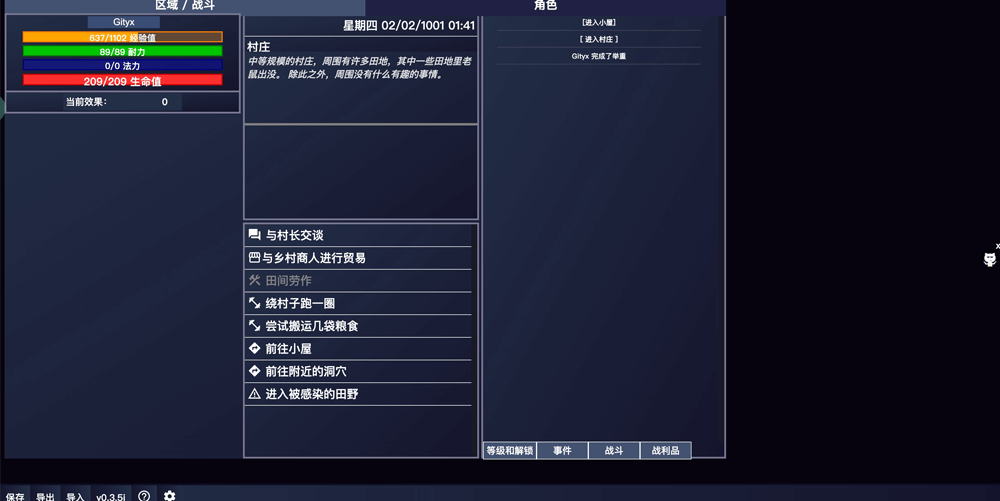 区域 / 战斗
角色
Gityx
637/1102 经验值
89/89 耐力
0/0 法力
209/209 生命值
当前效果: 0
星期四 02/02/1001 01:41
村庄
中等规模的村庄，周围有许多田地，其中一些田地里老
鼠出没。 除此之外，周围没有什么有趣的事情。
与村长交谈
与乡村商人进行贸易
田间劳作
绕村子跑一圈
尝试搬运几袋粮食
前往小屋
前往附近的洞穴
进入被感染的田野
[进入小屋]
[ 进入村庄 ]
Gityx 完成了举重
等级和解锁
事件
战斗
战利品
保存
导出
导入
v0.3.5i
x